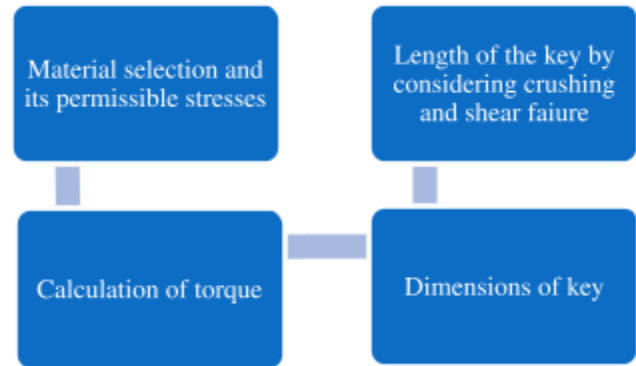 Material selection and
its permissible stresses
Calculation of torque
Dimensions of key
Length of the key by
considering crushing
and shear faiure